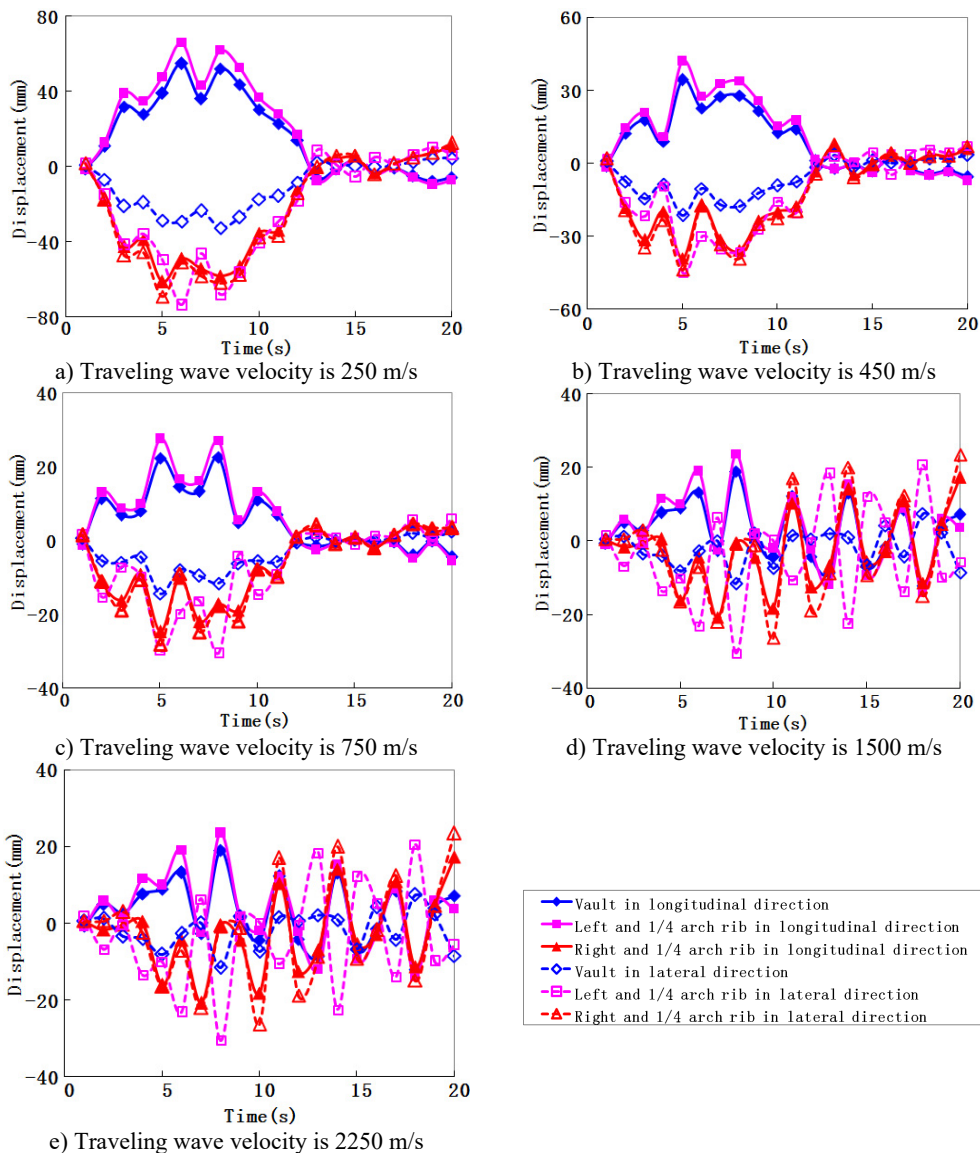 80
40
0
-40
-80
Displacement(mm)
0 5 10 15 20
Time(s)
a) Traveling wave velocity is 250 m/s
60
30
0
-30
-60
Displacement(mm)
0 5 10 15 20
Time(s)
b) Traveling wave velocity is 450 m/s
40
20
0
-20
-40
Displacement(mm)
0 5 10 15 20
Time(s)
c) Traveling wave velocity is 750 m/s
40
20
0
-20
-40
Displacement(mm)
0 5 10 15 20
Time(s)
d) Traveling wave velocity is 1500 m/s
40
20
0
-20
-40
Displacement(mm)
0 5 10 15 20
Time(s)
e) Traveling wave velocity is 2250 m/s
Vault in longitudinal direction
Left and 1/4 arch rib in longitudinal direction
Right and 1/4 arch rib in longitudinal direction
Vault in lateral direction
Left and 1/4 arch rib in lateral direction
Right and 1/4 arch rib in lateral direction